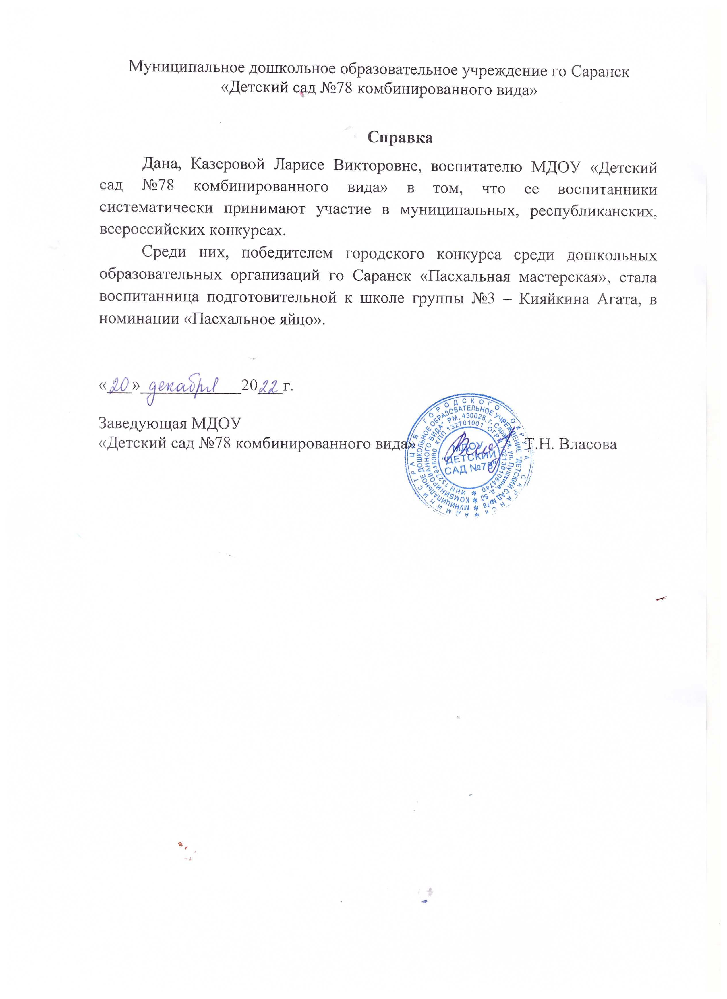 Муниципальное дошкольное образовательное учреждение го Саранск
«Детский сад №78 комбинированного вида»
Справка
Дана, Казеровой Ларисе Викторовне, воспитателю МДОУ «Детский
сад №78 комбинированного вида» в том, что ее воспитанники
систематически принимают участие в муниципальных, республиканских,
всероссийских конкурсах.
Среди них, победителем городского конкурса среди дошкольных
образовательных организаций го Саранск «Пасхальная мастерская», стала
воспитанница подготовительной к школе группы №3 – Кияйкина Агата, в
номинации «Пасхальное яйцо».
«20» декабря 2022 г.
Заведующая МДОУ
«Детский сад №78 комбинированного вида» Т.Н. Власова
АДМИНИСТРАЦИЯ ГОРОДСКОГО ОКРУГА САРАНСК
МУНИЦИПАЛЬНОЕ ДОШКОЛЬНОЕ ОБРАЗОВАТЕЛЬНОЕ УЧРЕЖДЕНИЕ "ДЕТСКИЙ САД №78
КОМБИНИРОВАННОГО ВИДА" РМ, 430028, г. Саранск, ул. Пушкина, д. 50
ИНН КПП 132701001 ОГРН 1021301064740
МДОУ
"ДЕТСКИЙ
САД №78"